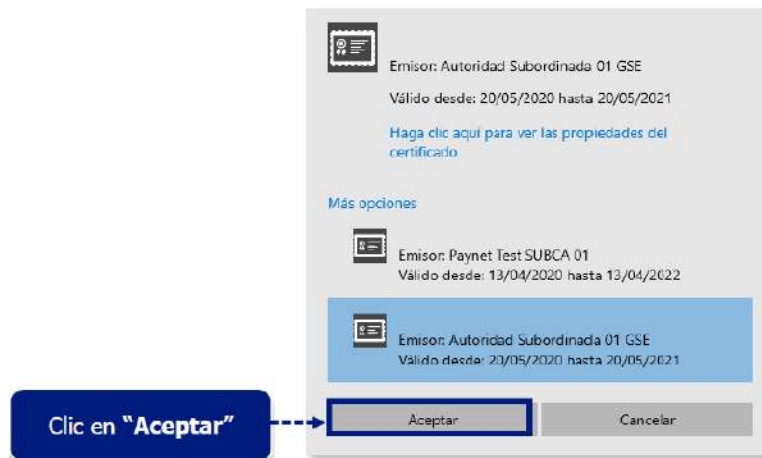 Emisor: Autoridad Subordinada 01 GSE
Válido desde: 20/05/2020 hasta 20/05/2021
Haga clic aquí para ver las propiedades del
certificado
Más opciones
Emisor: Paynet Test SUBCA 01
Válido desde: 13/04/2020 hasta 13/04/2022
Emisor: Autoridad Subordinada 01 GSE
Válido desde: 20/05/2020 hasta 20/05/2021
Clic en "Aceptar"
Aceptar
Cancelar